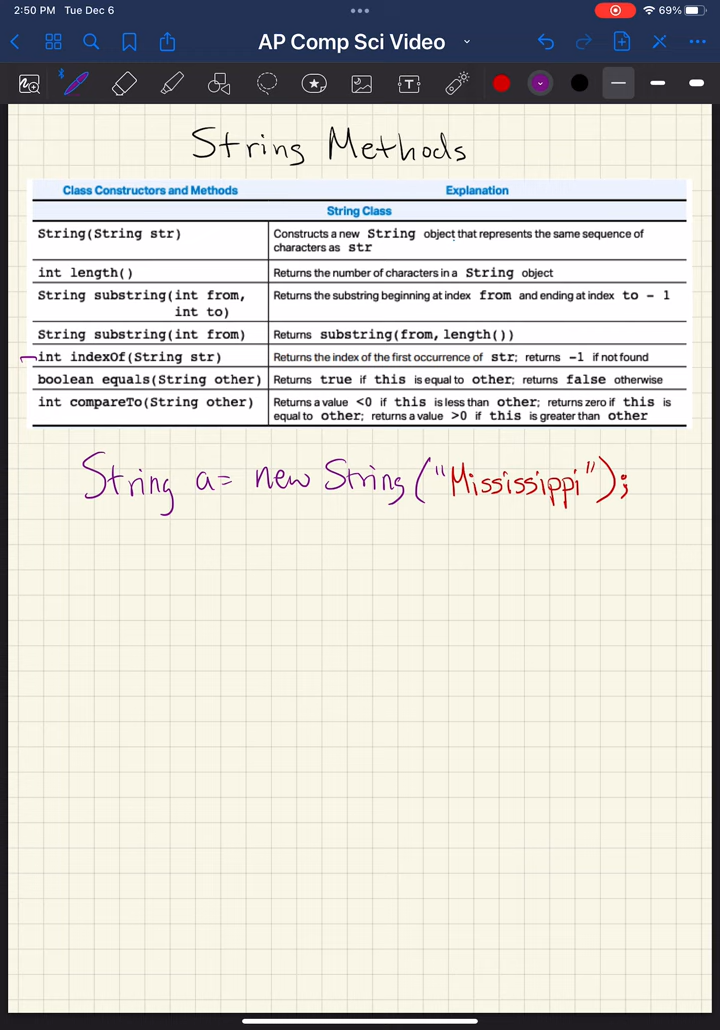 2:50 PM Tue Dec 6
69%
AP Comp Sci Video
T
String Methods
Class Constructors and Methods Explanation
String Class
String(String str) Constructs a new String object that represents the same sequence of
characters as str
int length() Returns the number of characters in a String object
String substring(int from, Returns the substring beginning at index from and ending at index to - 1
int to)
String substring(int from) Returns substring(from, length())
int indexOf(String str) Returns the index of the first occurrence of str; returns -1 if not found
boolean equals(String other) Returns true if this is equal to other; returns false otherwise
int compareTo(String other) Returns a value <0 if this is less than other; returns zero if this is
equal to other; returns a value >0 if this is greater than other
String a= new String ("Mississippi");